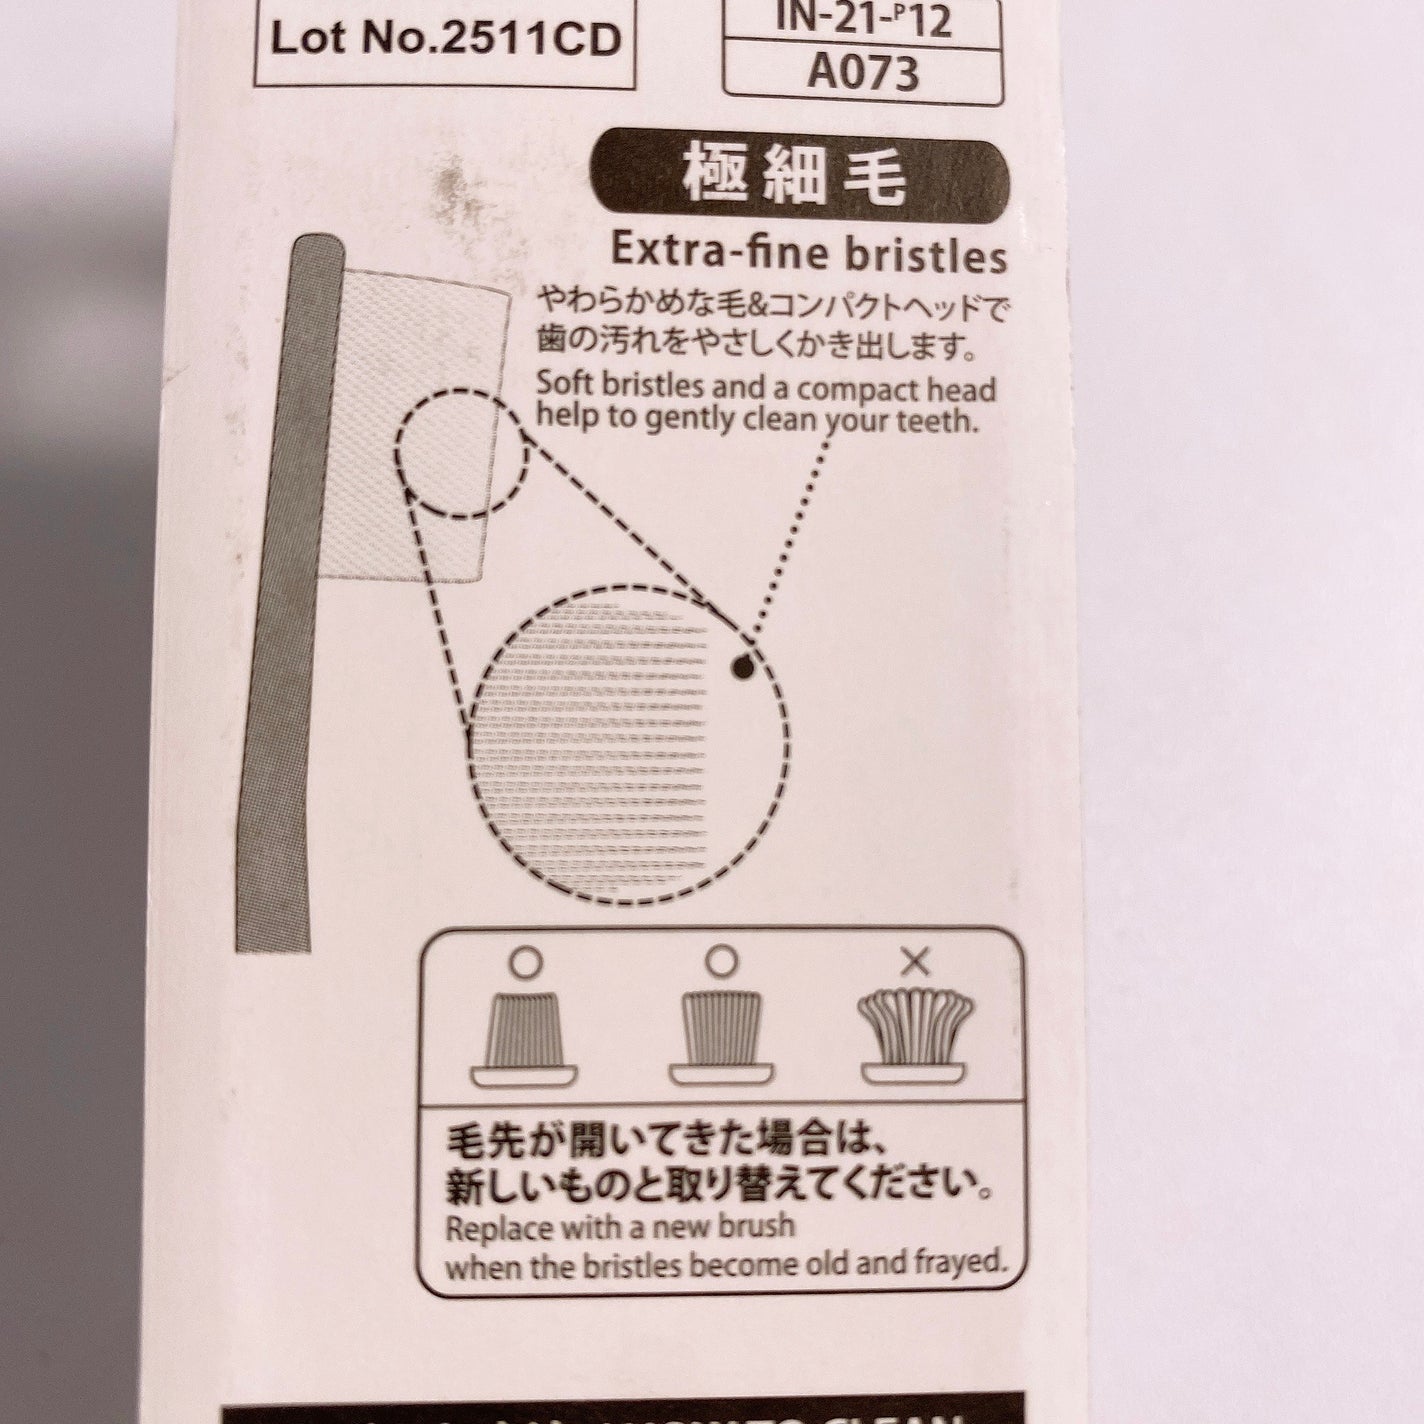 Lot No.2511CD
IN-21-P12
A073
極細毛
Extra-fine bristles
やわらかめな毛&コンパクトヘッドで
歯の汚れをやさしくかき出します。
Soft bristles and a compact head
help to gently clean your teeth.
○ ○ ×
毛先が開いてきた場合は、
新しいものと取り替えてください。
Replace with a new brush
when the bristles become old and frayed.
TO CLEAN